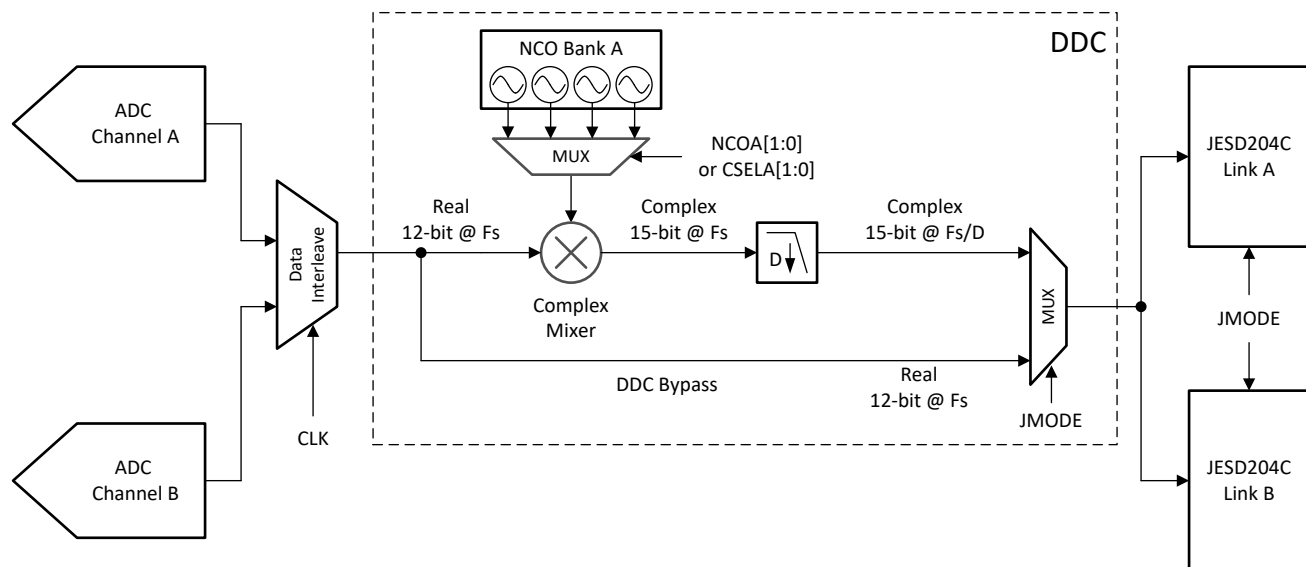 DDC
NCO Bank A
ADC
Channel A
MUX
NCOA[1:0]
or CSELA[1:0]
JESD204C
Link A
Data
Interleave
Real
12-bit @ Fs
Complex
15-bit @ Fs
D
Complex
15-bit @ Fs/D
Complex
Mixer
MUX
JMODE
DDC Bypass
Real
12-bit @ Fs
JMODE
CLK
ADC
Channel B
JESD204C
Link B